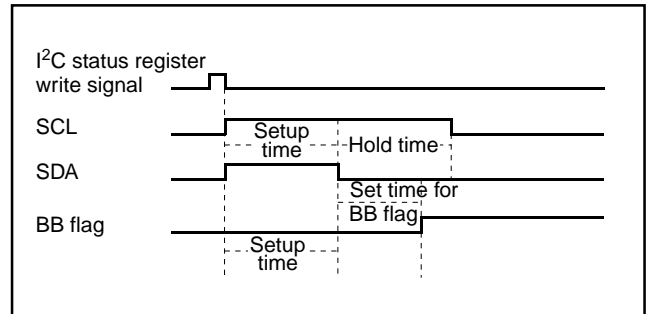 I²C status register
write signal
SCL
Setup
time
Hold time
SDA
Set time for
BB flag
BB flag
Setup
time